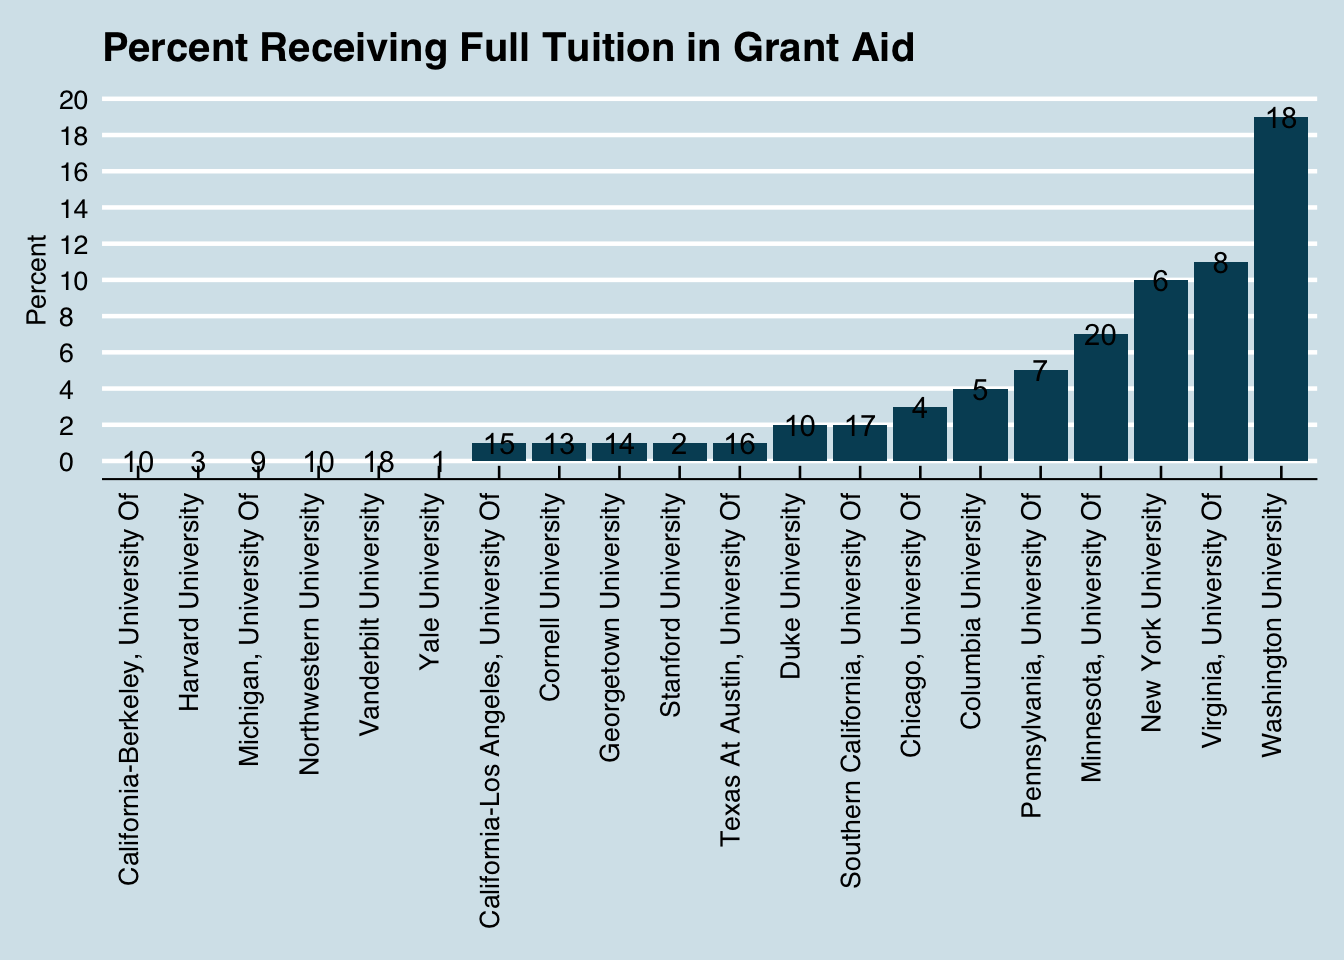 Percent Receiving Full Tuition in Grant Aid
Percent
20
18
16
14
12
10
8
6
4
2
0
10
3
9
10
18
1
15
13
14
2
16
10
17
4
5
7
20
6
8
18
California-Berkeley, University Of
Harvard University
Michigan, University Of
Northwestern University
Vanderbilt University
Yale University
California-Los Angeles, University Of
Cornell University
Georgetown University
Stanford University
Texas At Austin, University Of
Duke University
Southern California, University Of
Chicago, University Of
Columbia University
Pennsylvania, University Of
Minnesota, University Of
New York University
Virginia, University Of
Washington University